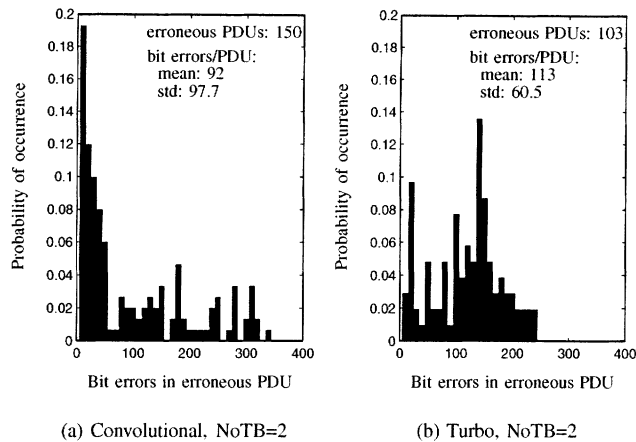 0.2
0.18
0.16
0.14
0.12
0.1
0.08
0.06
0.04
0.02
0
Probability of occurrence
erroneous PDUs: 150
bit errors/PDU:
mean: 92
std: 97.7
0 100 200 300 400
Bit errors in erroneous PDU
(a) Convolutional, NoTB=2
0.2
0.18
0.16
0.14
0.12
0.1
0.08
0.06
0.04
0.02
0
Probability of occurrence
erroneous PDUs: 103
bit errors/PDU:
mean: 113
std: 60.5
0 100 200 300 400
Bit errors in erroneous PDU
(b) Turbo, NoTB=2